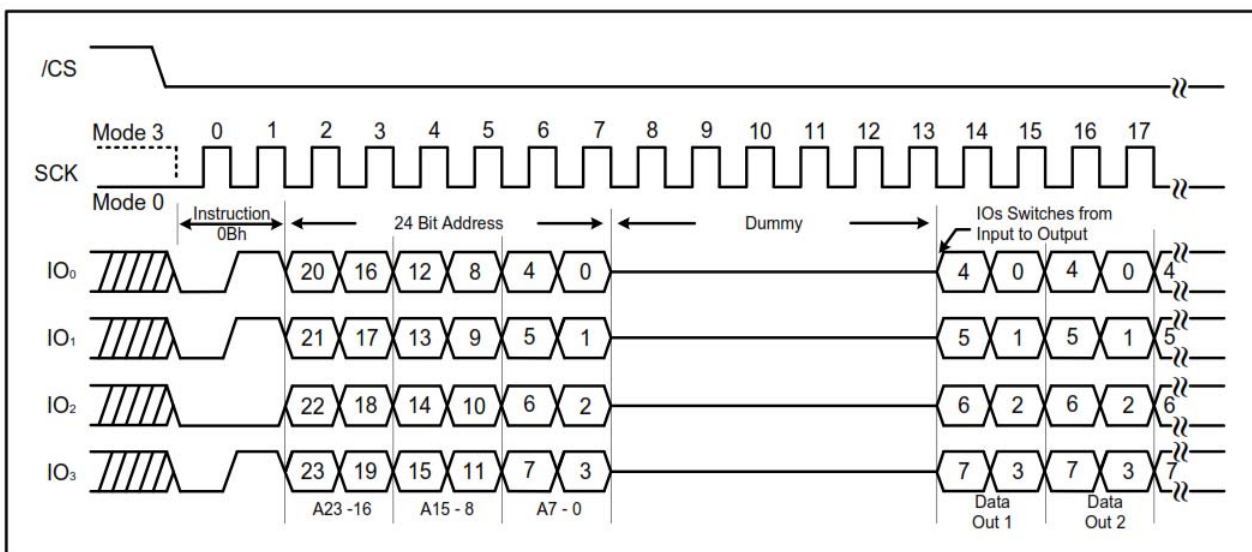 /CS
Mode 3 0 1 2 3 4 5 6 7 8 9 10 11 12 13 14 15 16 17
SCK
Mode 0
Instruction
0Bh
24 Bit Address
Dummy
IOs Switches from
Input to Output
IO₀ 20 16 12 8 4 0 4 0 4 0 4
IO₁ 21 17 13 9 5 1 5 1 5 1 5
IO₂ 22 18 14 10 6 2 6 2 6 2 6
IO₃ 23 19 15 11 7 3 7 3 7 3 7
A23 -16 A15 - 8 A7 - 0
Data
Out 1
Data
Out 2